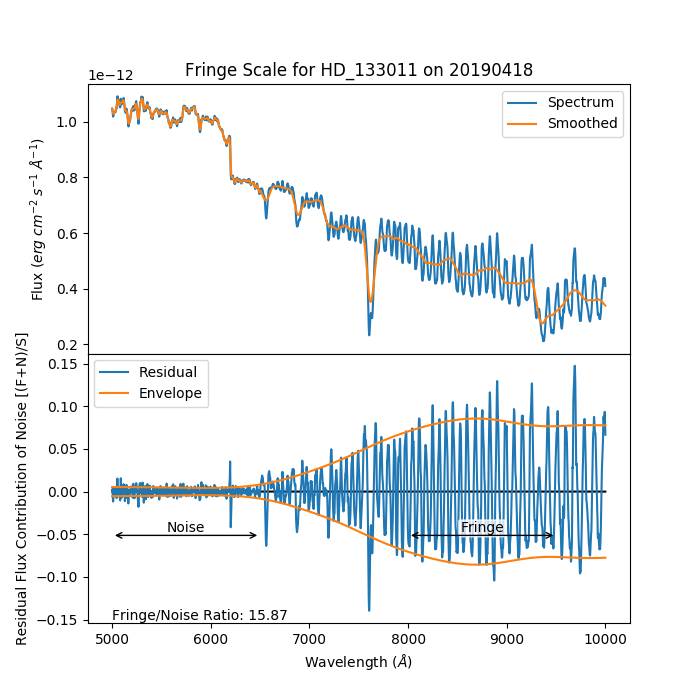 Fringe Scale for HD_133011 on 20190418
1e−12
Spectrum
Smoothed
1.0
0.8
0.6
0.4
0.2
Flux (erg cm⁻² s⁻¹ Å⁻¹)
Residual
Envelope
0.15
0.10
0.05
0.00
−0.05
−0.10
−0.15
Residual Flux Contribution of Noise [(F+N)/S]
Noise
Fringe
Fringe/Noise Ratio: 15.87
5000 6000 7000 8000 9000 10000
Wavelength (Å)